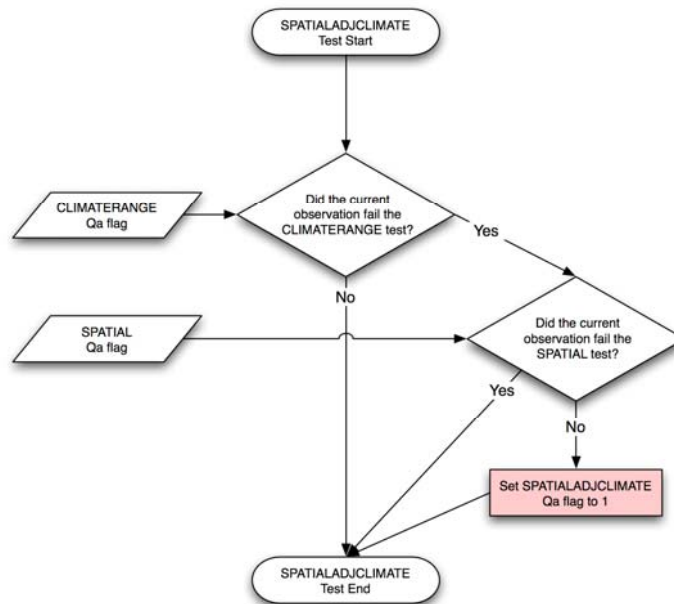 SPATIALADJCLIMATE
Test Start
CLIMATERANGE
Qa flag
Did the current
observation fail the
CLIMATERANGE test?
Yes
No
SPATIAL
Qa flag
Did the current
observation fail the
SPATIAL test?
Yes
No
Set SPATIALADJCLIMATE
Qa flag to 1
SPATIALADJCLIMATE
Test End